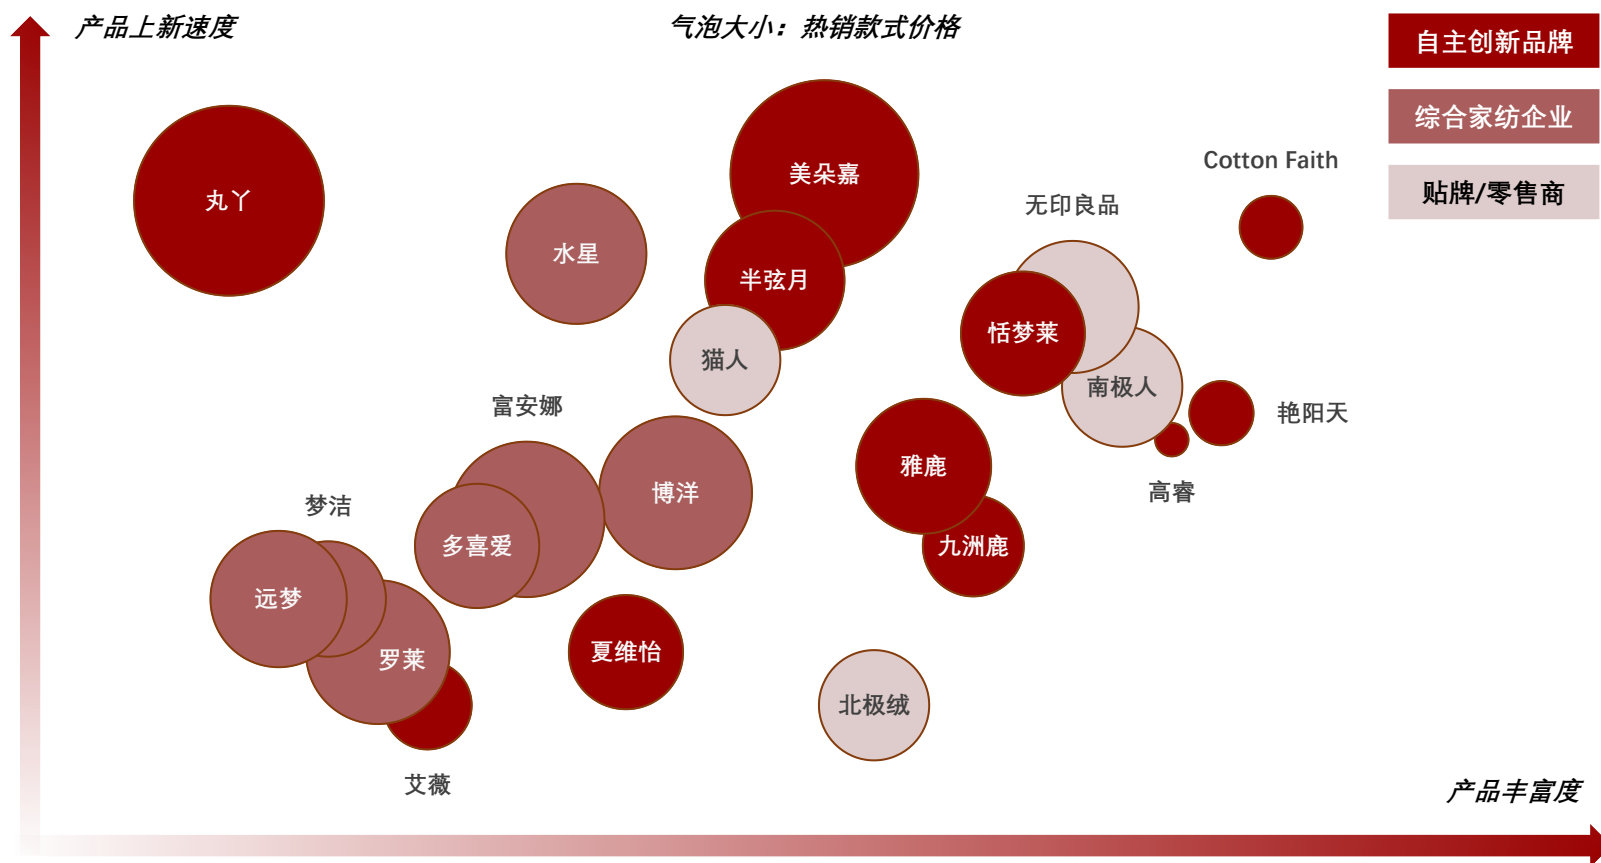 产品上新速度
气泡大小：热销款式价格
自主创新品牌
综合家纺企业
贴牌/零售商
Cotton Faith
美朵嘉
丸丫
无印良品
水星
半弦月
恬梦莱
猫人
南极人
富安娜
艳阳天
雅鹿
博洋
高睿
梦洁
多喜爱
九洲鹿
远梦
夏维怡
罗莱
北极绒
艾薇
产品丰富度